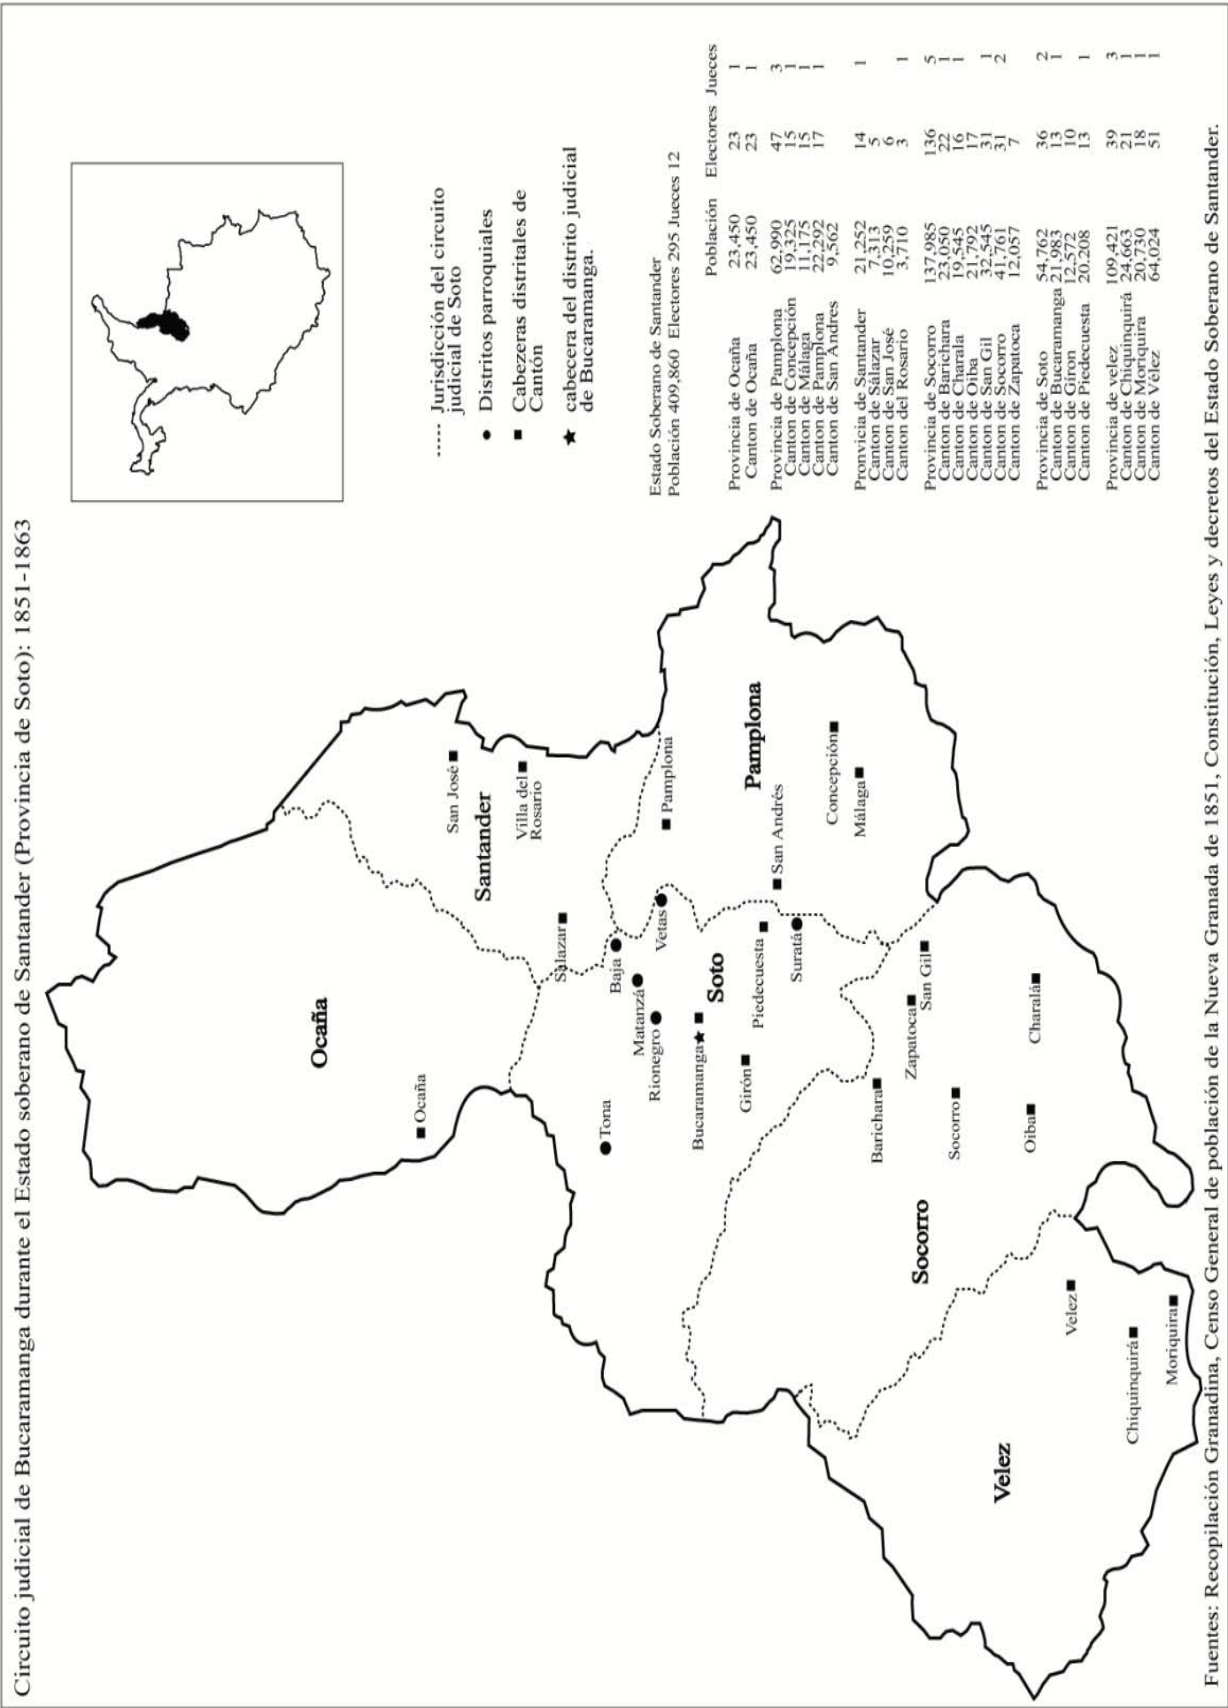 Circuito judicial de Bucaramanga durante el Estado soberano de Santander (Provincia de Soto): 1851-1863
Ocaña
Ocaña
San José
Santander
Villa del
Rosario
Salazar
Baja
Tona
Matanzá
Rionegro
Vetas
Pamplona
Bucaramanga
Soto
Girón
Piedecuesta
Pamplona
San Andrés
Suratá
Concepción
Málaga
Barichara
Zapatoca
San Gil
Socorro
Socorro
Oiba
Charalá
Velez
Velez
Chiquinquirá
Moriquira
Jurisdicción del circuito
judicial de Soto
Distritos parroquiales
Cabezeras distritales de
Cantón
cabecera del distrito judicial
de Bucaramanga.
Estado Soberano de Santander
Población 409,860 Electores 295 Jueces 12
Población Electores Jueces
Provincia de Ocaña 23,450 23 1
Canton de Ocaña 23,450 23 1
Provincia de Pamplona 62,990 47 3
Canton de Concepción 19,325 15 1
Canton de Málaga 11,175 15 1
Canton de Pamplona 22,292 17 1
Canton de San Andres 9,562
Pronvicia de Santander 21,252 14 1
Canton de Sálazar 7,313 5
Canton de San José 10,259 6
Canton del Rosario 3,710 3 1
Provincia de Socorro 137,985 136 5
Canton de Barichara 23,050 22 1
Canton de Charala 19,545 16 1
Canton de Oiba 21,792 17
Canton de San Gil 32,545 31 1
Canton de Socorro 41,761 31 2
Canton de Zapatoca 12,057 7
Provincia de Soto 54,762 36 2
Canton de Bucaramanga 21,983 13 1
Canton de Giron 12,572 10
Canton de Piedecuesta 20.208 13 1
Provincia de velez 109,421 39 3
Canton de Chiquinquirá 24,663 21 1
Canton de Moriquira 20,730 18 1
Canton de Vélez 64,024 51 1
Fuentes: Recopilación Granadina, Censo General de población de la Nueva Granada de 1851, Constitución, Leyes y decretos del Estado Soberano de Santander.